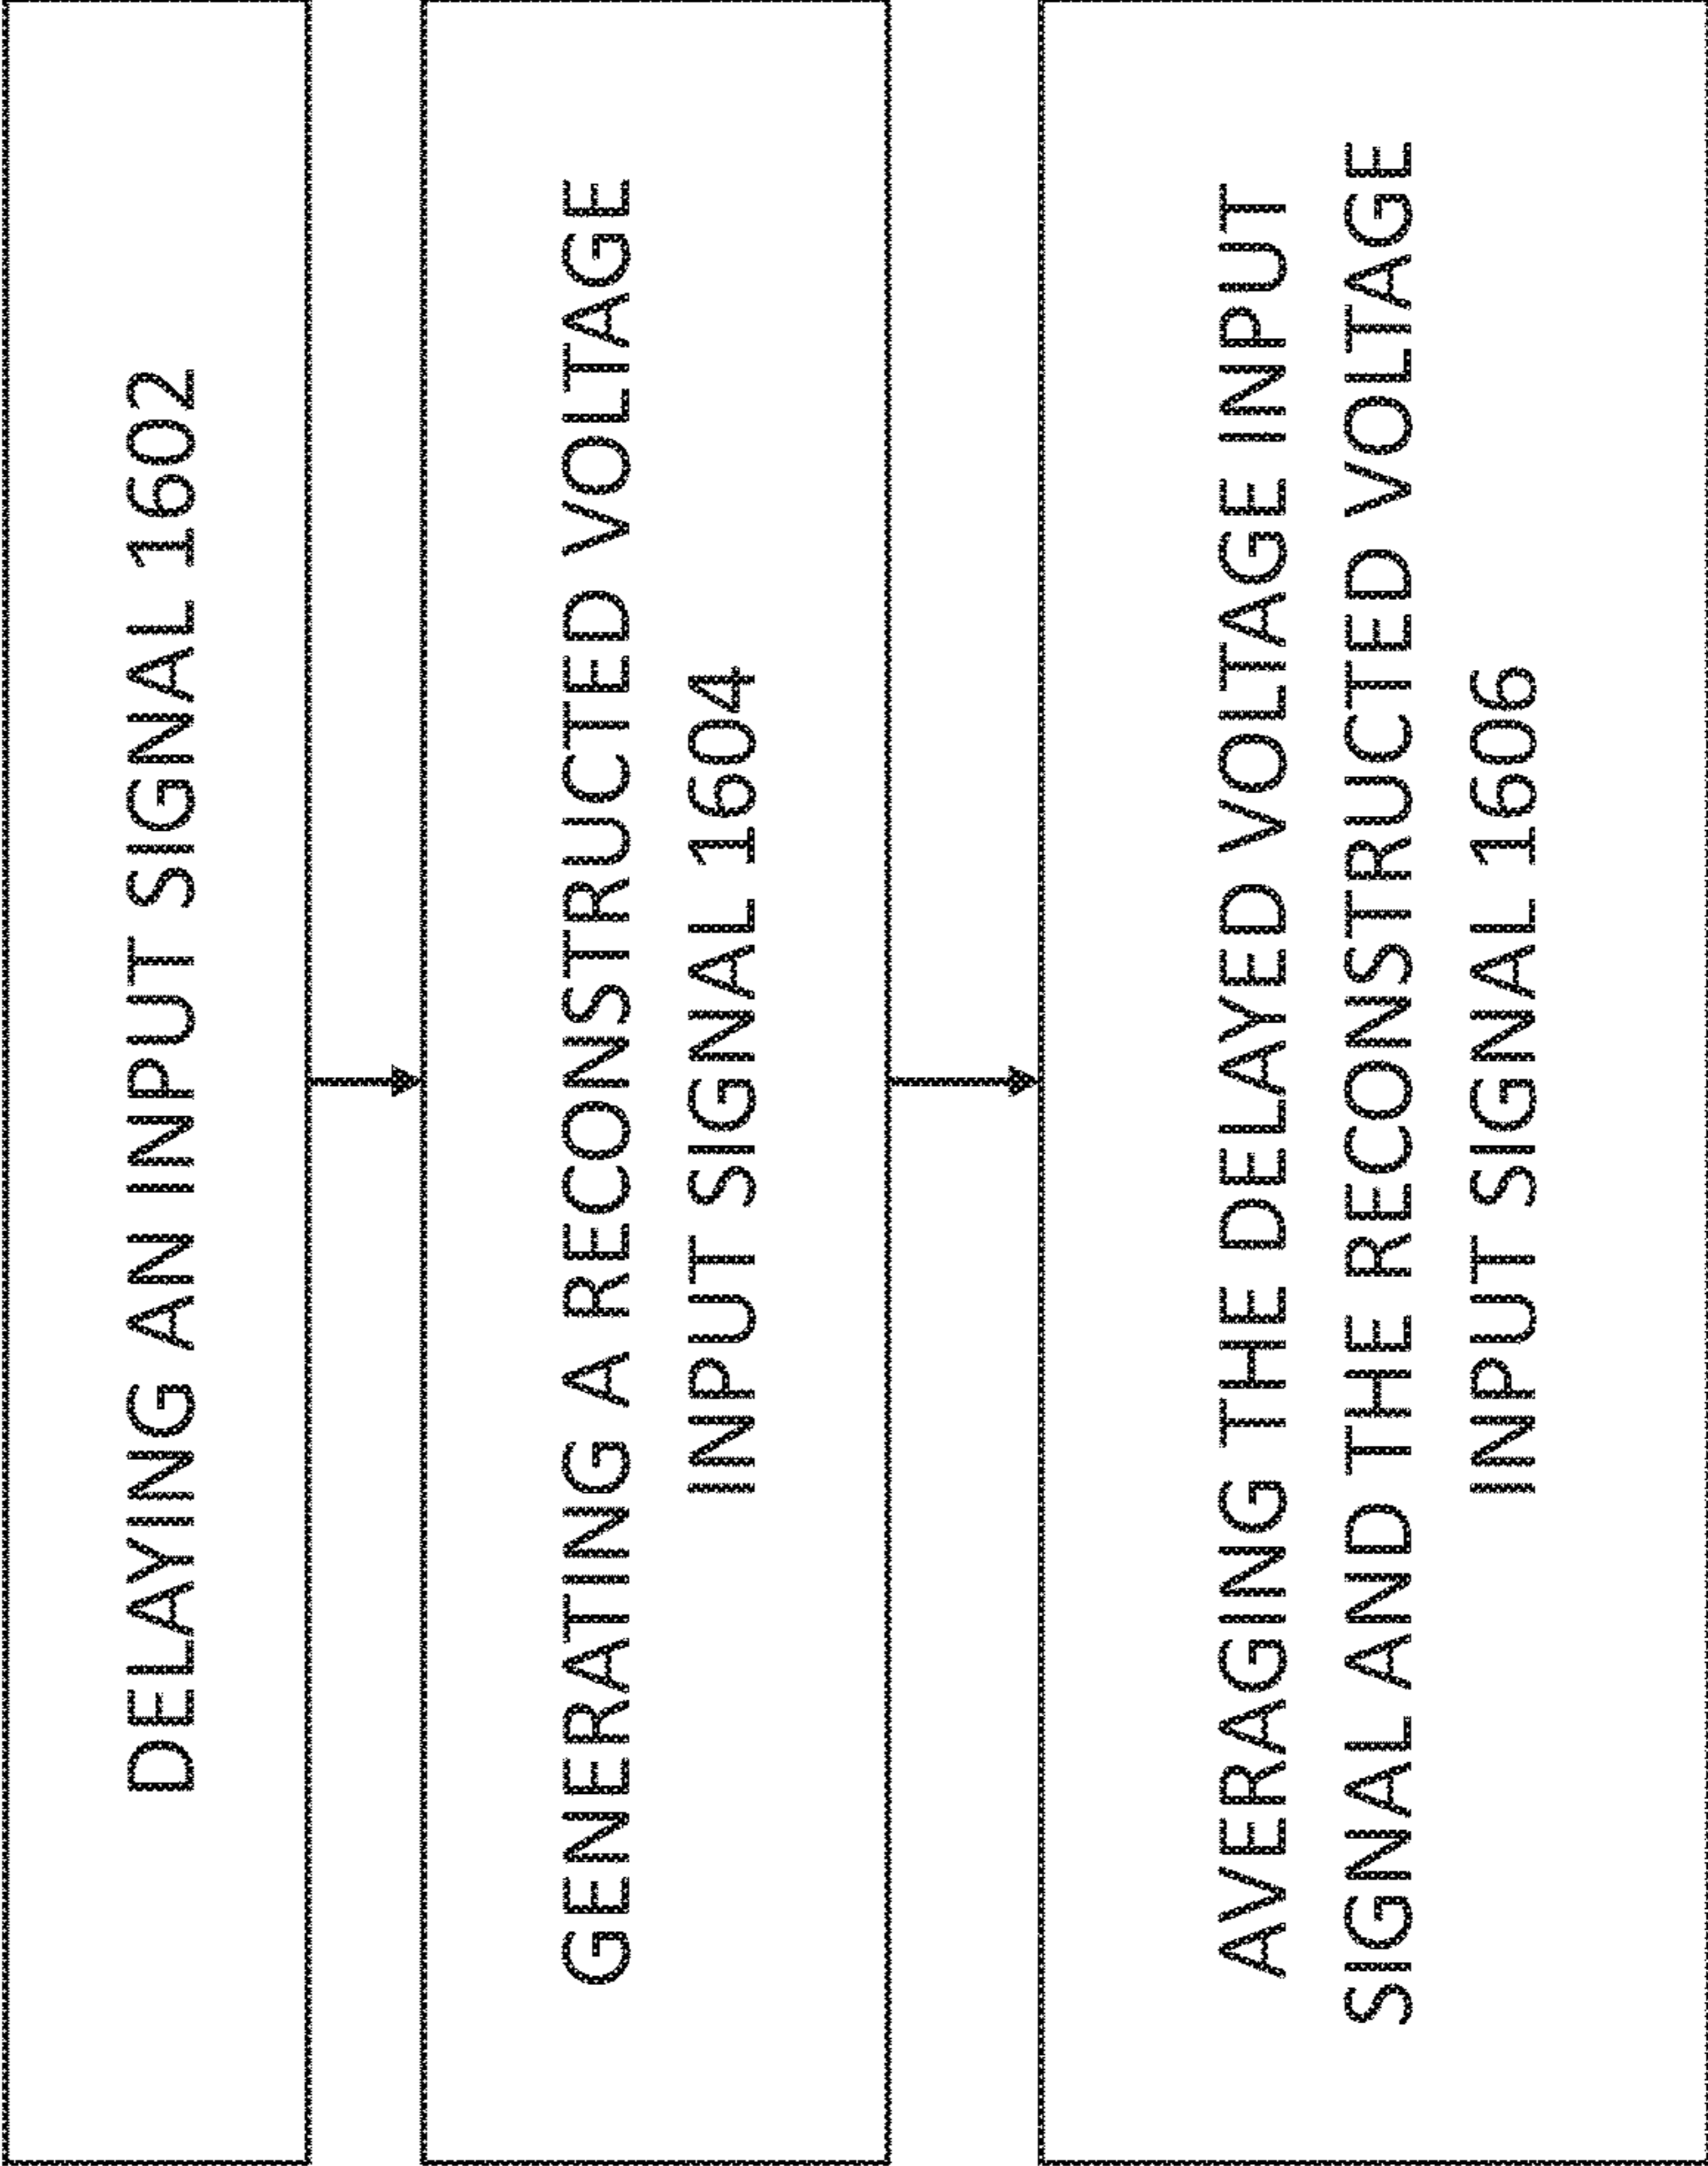 DELAYING AN INPUT SIGNAL 1602
GENERATING A RECONSTRUCTED VOLTAGE
INPUT SIGNAL 1604
AVERAGING THE DELAYED VOLTAGE INPUT
SIGNAL AND THE RECONSTRUCTED VOLTAGE
INPUT SIGNAL 1606